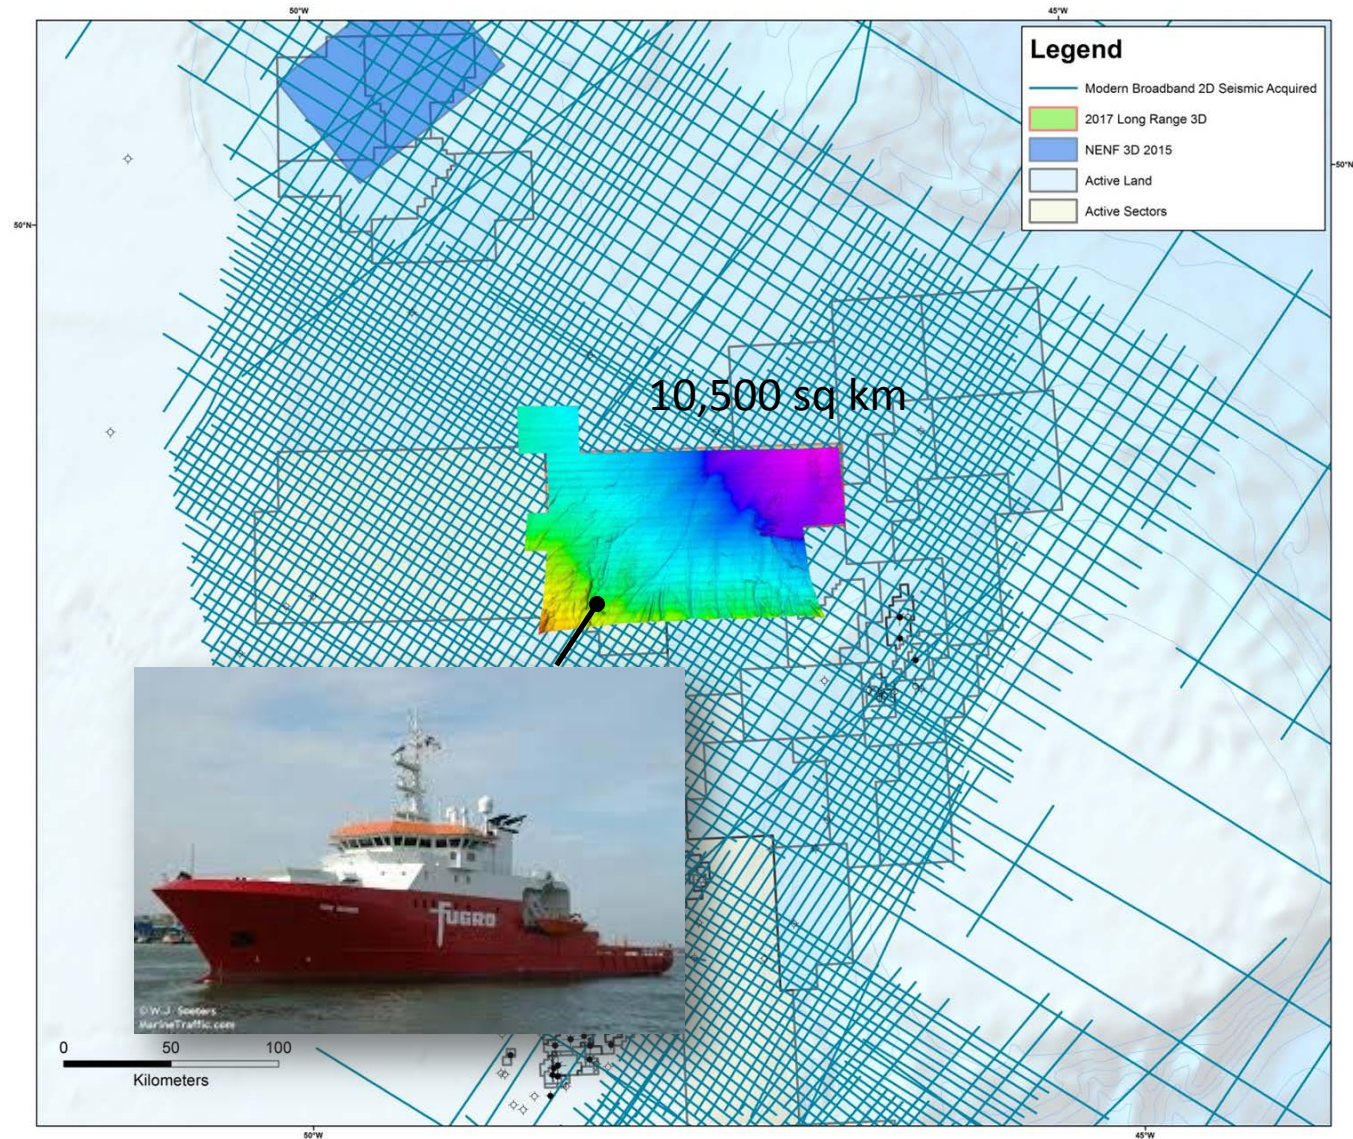 50°W
45°W
Legend
Modern Broadband 2D Seismic Acquired
2017 Long Range 3D
NENF 3D 2015
Active Land
Active Sectors
50°N
50°N
10,500 sq km
FUGRO
© W.J. Soeters
MarineTraffic.com
0 50 100
Kilometers
50°W
45°W